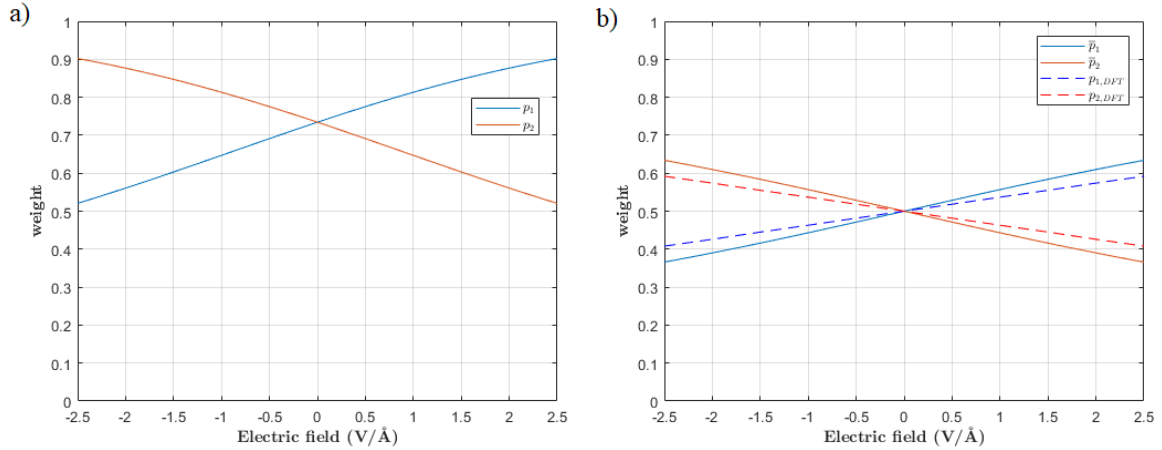 a)
weight
1
0.9
0.8
0.7
0.6
0.5
0.4
0.3
0.2
0.1
0
p₁
p₂
-2.5 -2 -1.5 -1 -0.5 0 0.5 1 1.5 2 2.5
Electric field (V/Å)
b)
weight
1
0.9
0.8
0.7
0.6
0.5
0.4
0.3
0.2
0.1
0
p̅₁
p̅₂
p₁,DFT
p₂,DFT
-2.5 -2 -1.5 -1 -0.5 0 0.5 1 1.5 2 2.5
Electric field (V/Å)